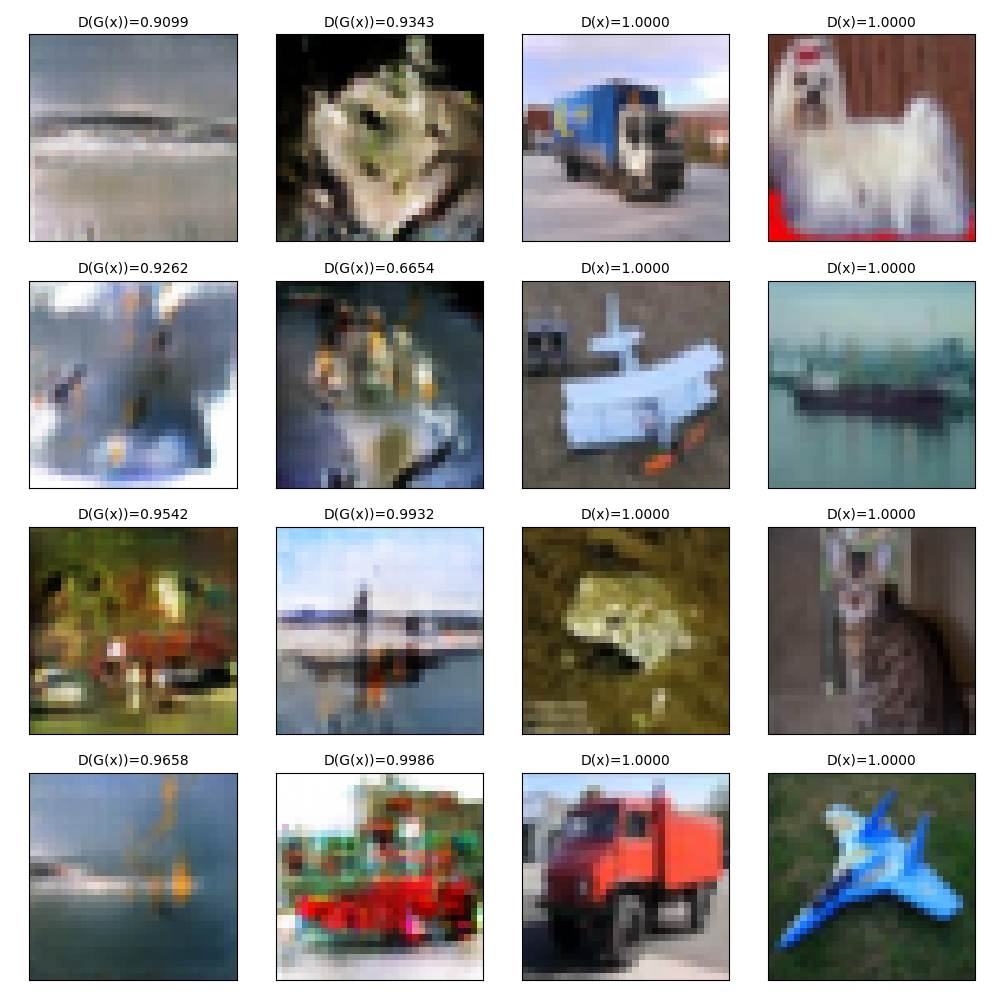 D(G(x))=0.9099
D(G(x))=0.9343
D(x)=1.0000
D(x)=1.0000
D(G(x))=0.9262
D(G(x))=0.6654
D(x)=1.0000
D(x)=1.0000
D(G(x))=0.9542
D(G(x))=0.9932
D(x)=1.0000
D(x)=1.0000
D(G(x))=0.9658
D(G(x))=0.9986
D(x)=1.0000
D(x)=1.0000